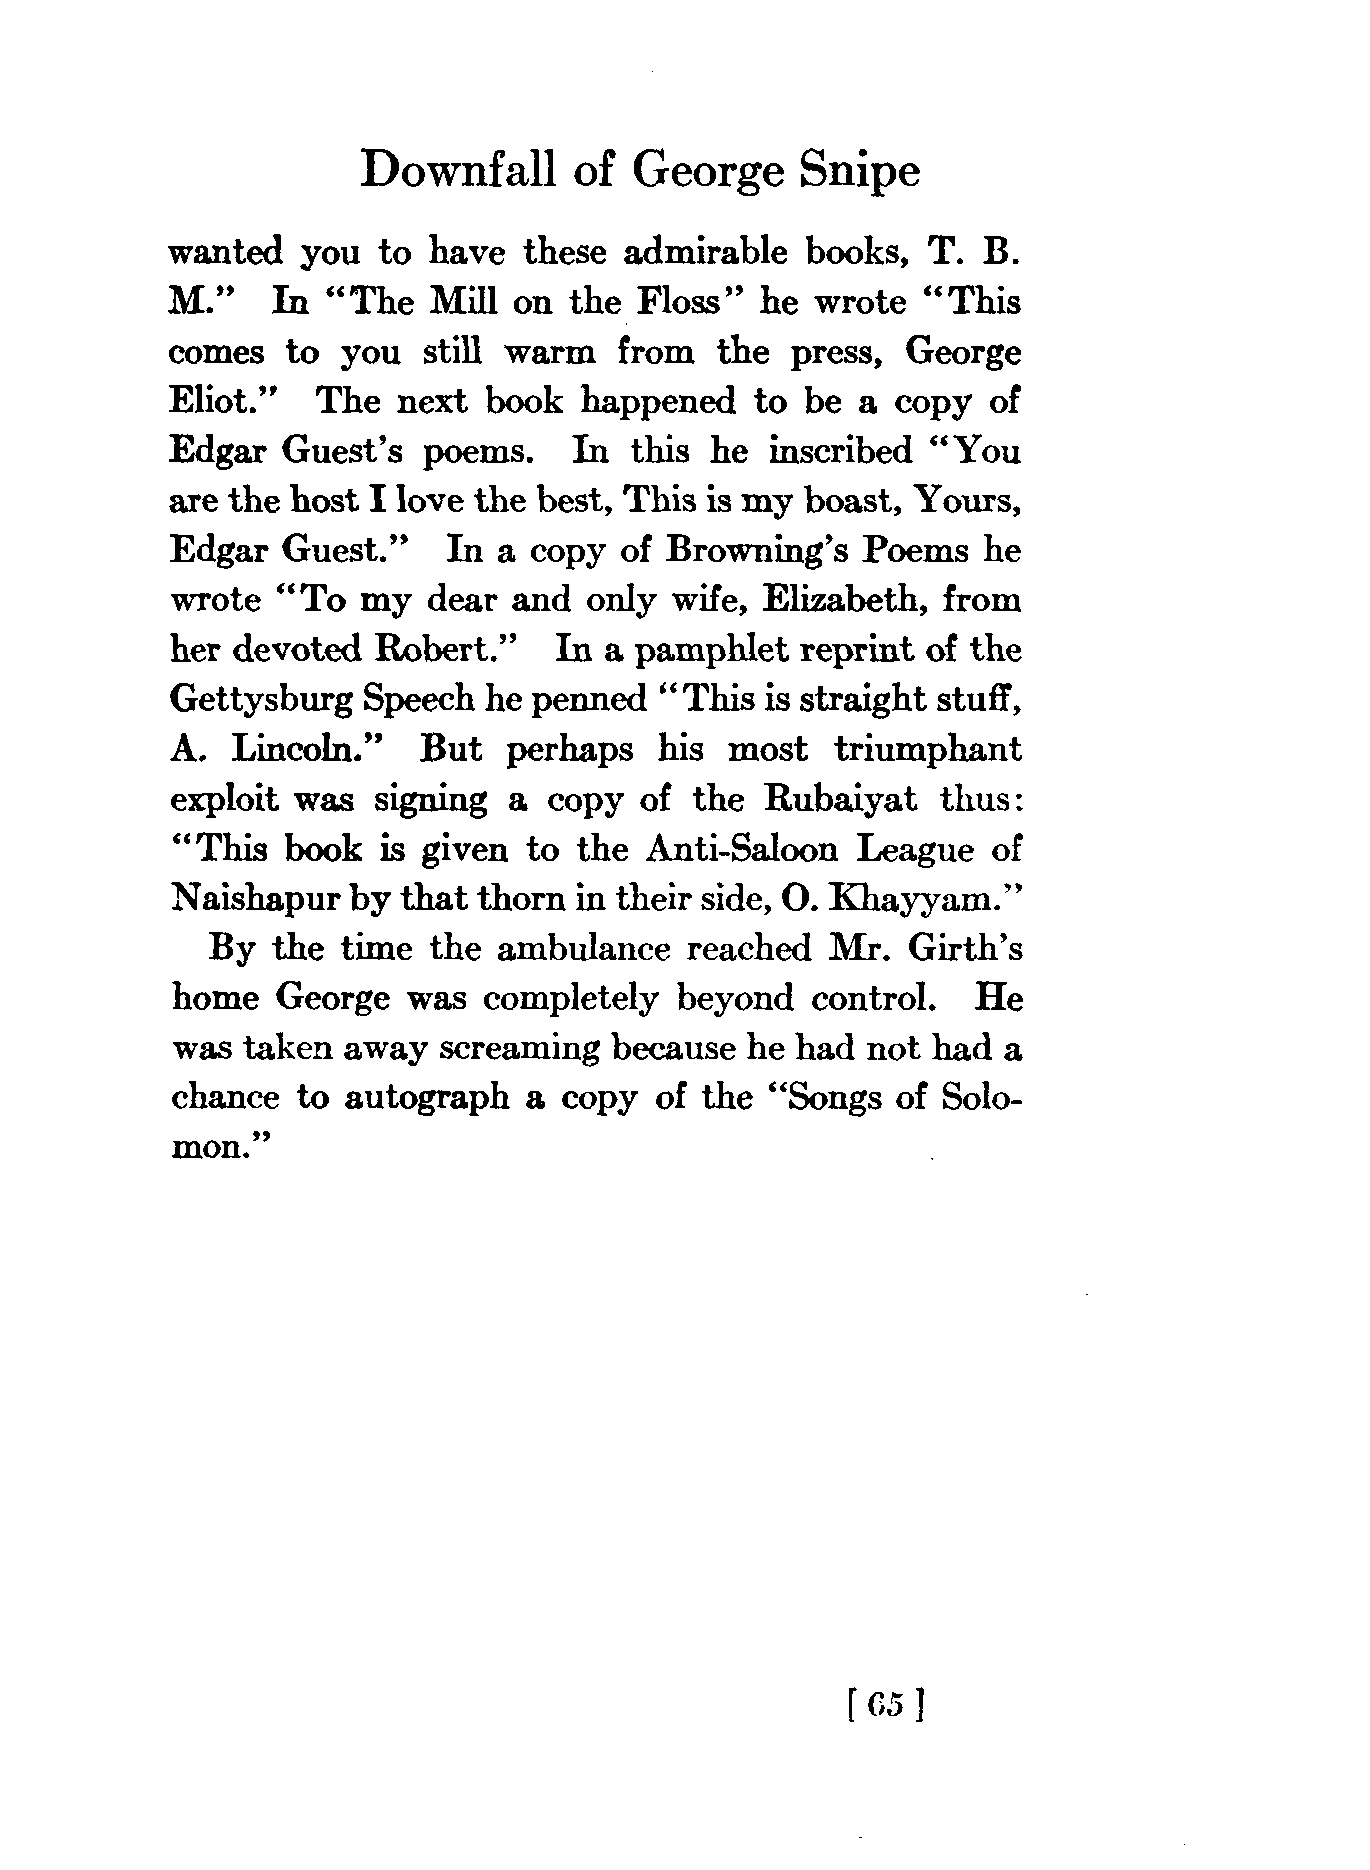 Downfall of George Snipe
wanted you to have these admirable books, T. B.
M." In "The Mill on the Floss" he wrote "This
comes to you still warm from the press, George
Eliot." The next book happened to be a copy of
Edgar Guest's poems. In this he inscribed "You
are the host I love the best, This is my boast, Yours,
Edgar Guest." In a copy of Browning's Poems he
wrote "To my dear and only wife, Elizabeth, from
her devoted Robert." In a pamphlet reprint of the
Gettysburg Speech he penned "This is straight stuff,
A. Lincoln." But perhaps his most triumphant
exploit was signing a copy of the Rubaiyat thus:
"This book is given to the Anti-Saloon League of
Naishapur by that thorn in their side, O. Khayyam."
By the time the ambulance reached Mr. Girth's
home George was completely beyond control. He
was taken away screaming because he had not had a
chance to autograph a copy of the "Songs of Solo-
mon."
[ 65 ]